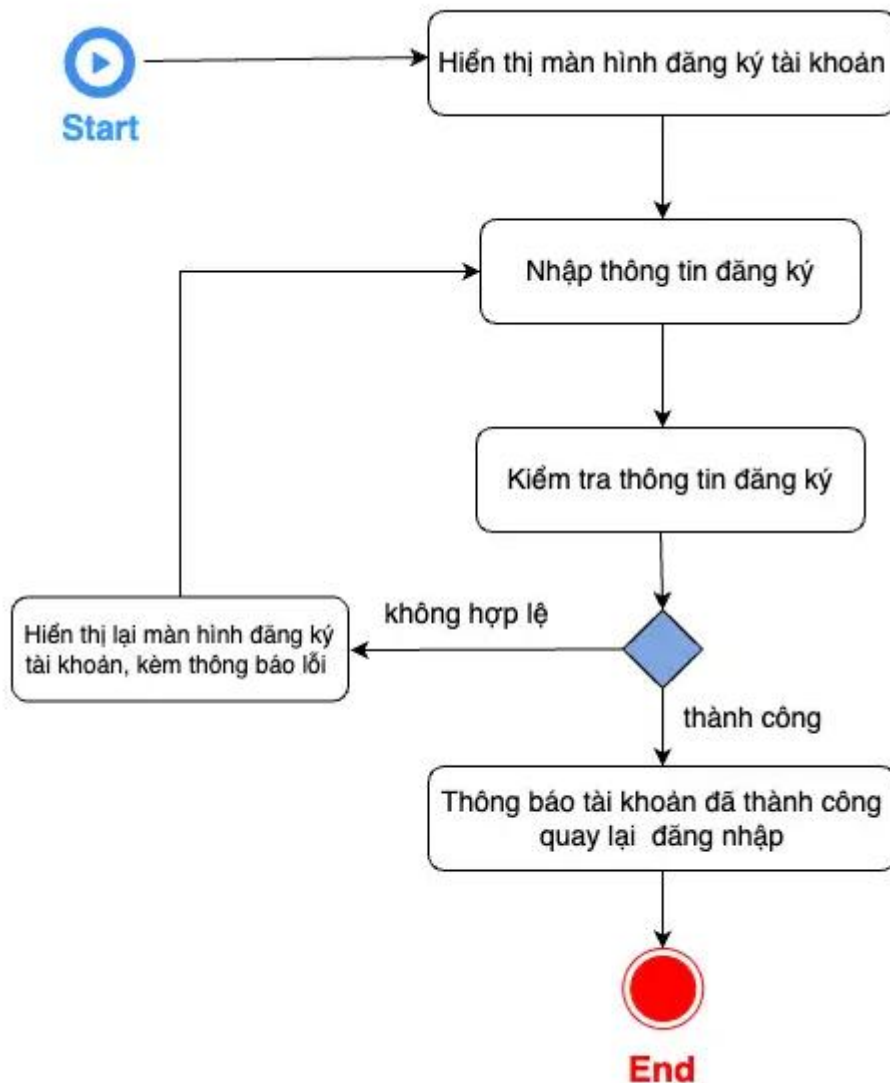 Start
Hiển thị màn hình đăng ký tài khoản
Nhập thông tin đăng ký
Kiểm tra thông tin đăng ký
không hợp lệ
Hiển thị lại màn hình đăng ký
tài khoản, kèm thông báo lỗi
thành công
Thông báo tài khoản đã thành công
quay lại đăng nhập
End